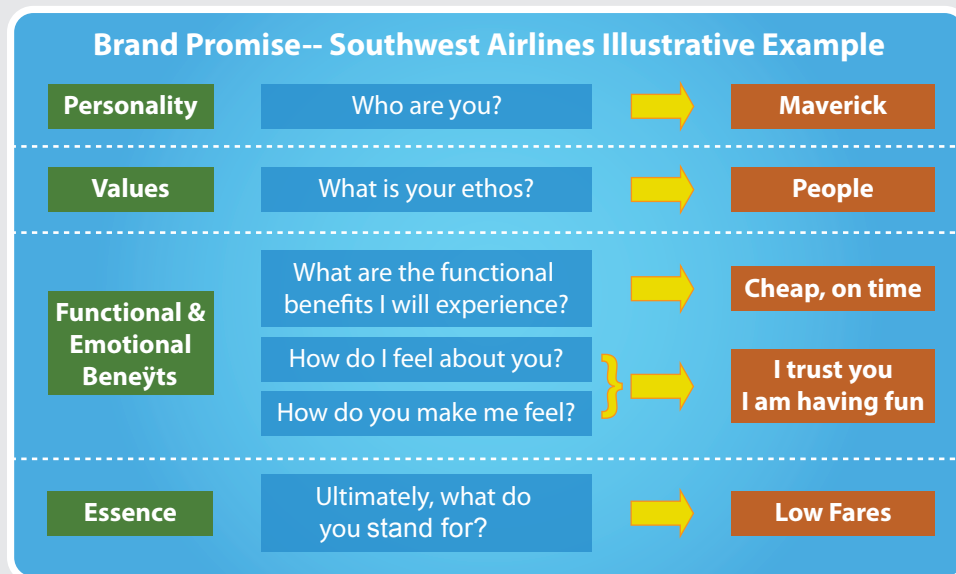 Brand Promise-- Southwest Airlines Illustrative Example
Personality
Who are you?
Maverick
Values
What is your ethos?
People
Functional &
Emotional
Beneÿts
What are the functional
benefits I will experience?
Cheap, on time
How do I feel about you?
How do you make me feel?
I trust you
I am having fun
Essence
Ultimately, what do
you stand for?
Low Fares